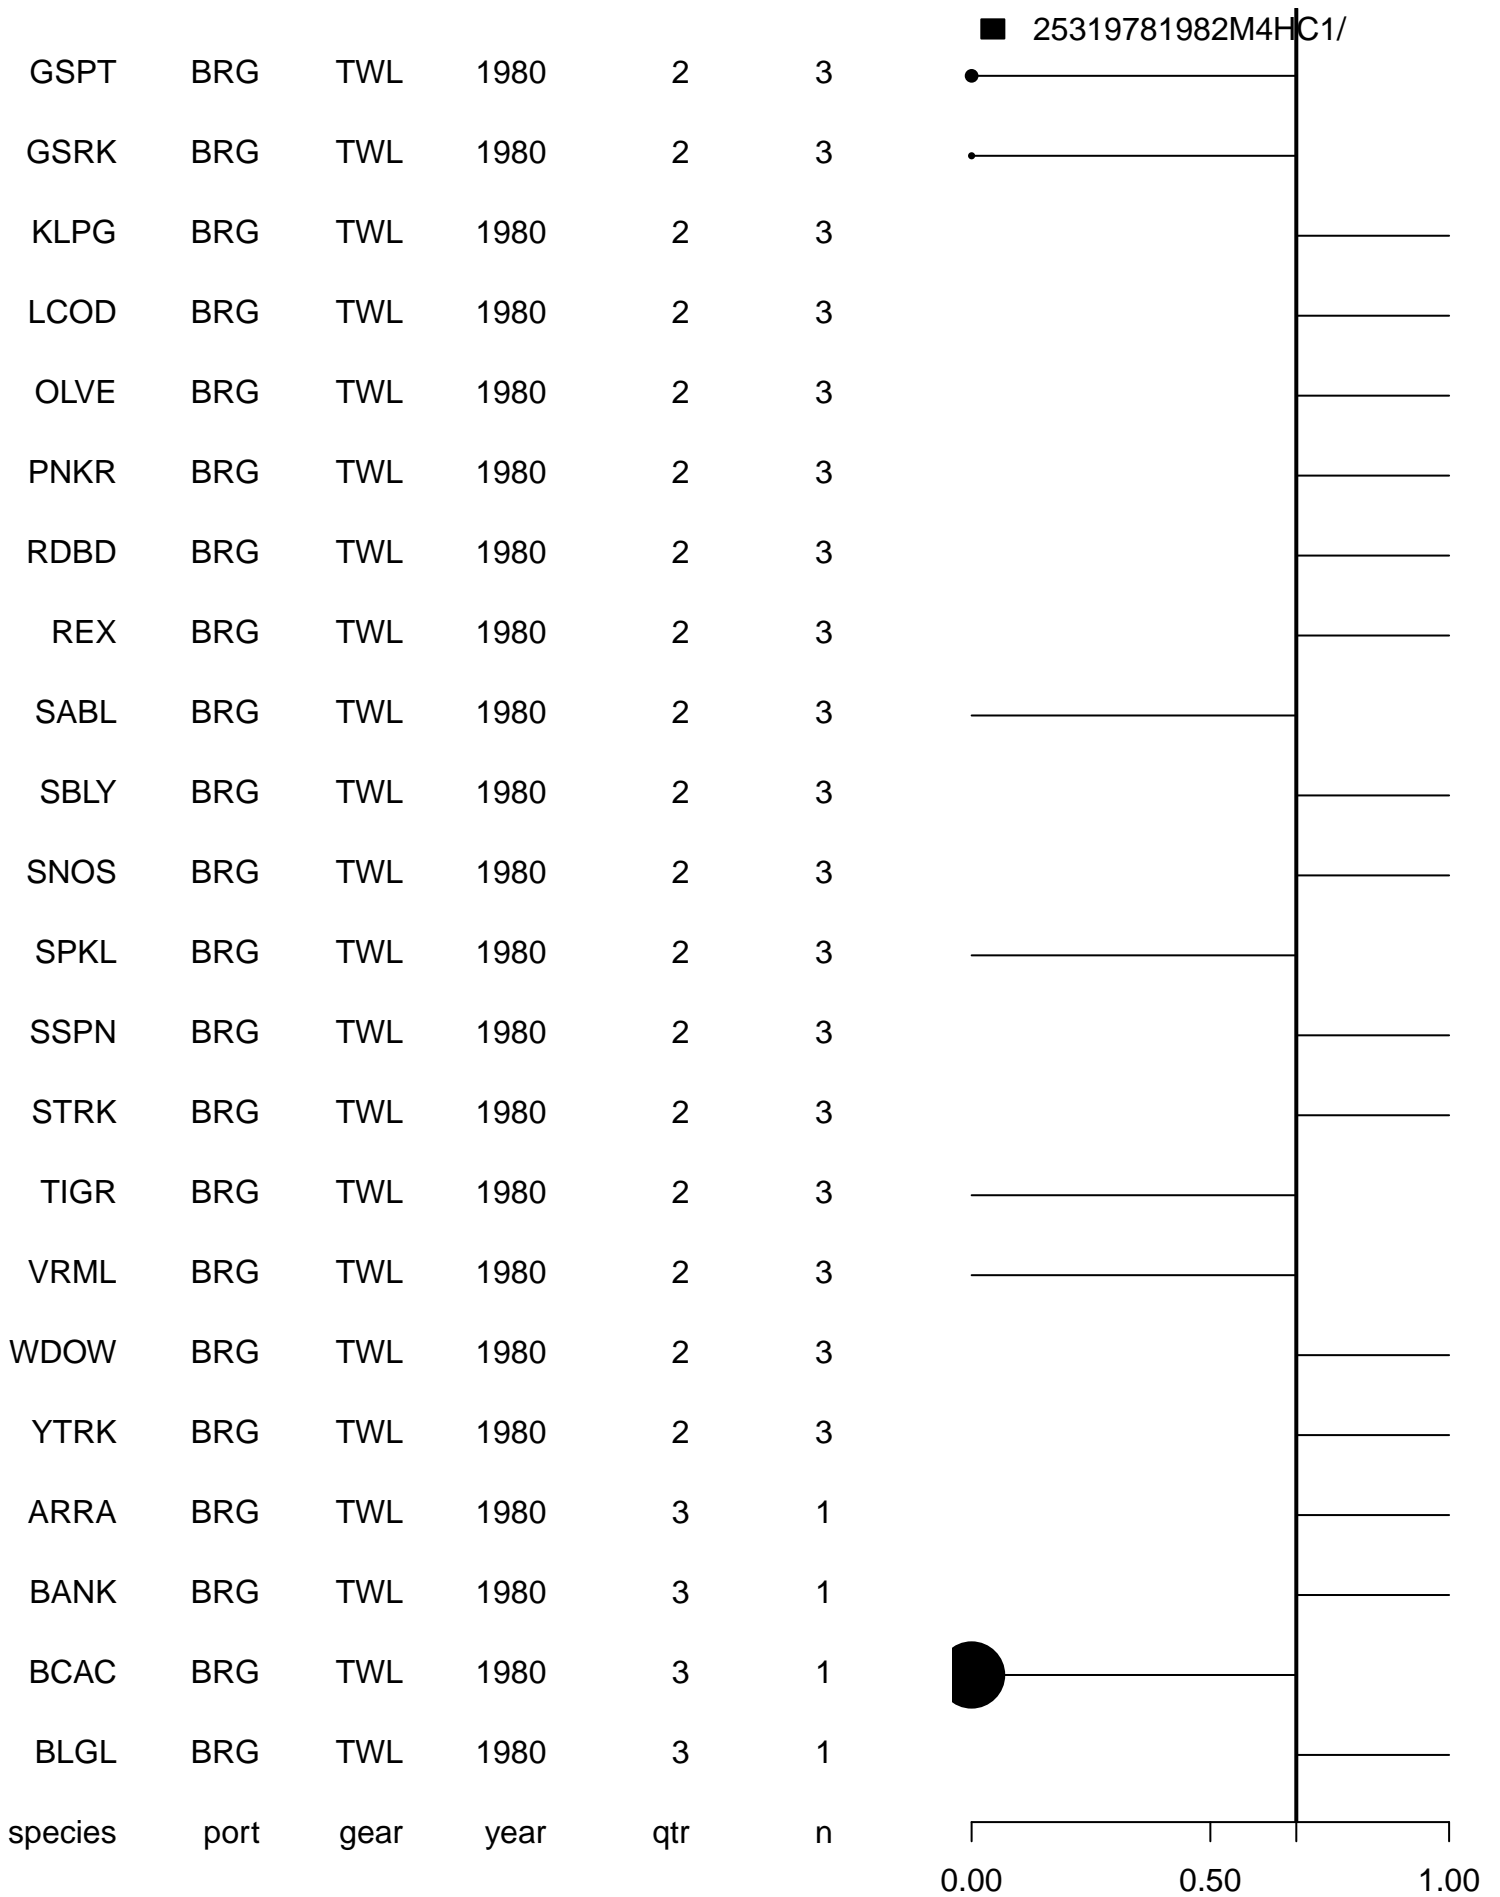 25319781982M4HC1/
GSPT BRG TWL 1980 2 3
GSRK BRG TWL 1980 2 3
KLPG BRG TWL 1980 2 3
LCOD BRG TWL 1980 2 3
OLVE BRG TWL 1980 2 3
PNKR BRG TWL 1980 2 3
RDBD BRG TWL 1980 2 3
REX BRG TWL 1980 2 3
SABL BRG TWL 1980 2 3
SBLY BRG TWL 1980 2 3
SNOS BRG TWL 1980 2 3
SPKL BRG TWL 1980 2 3
SSPN BRG TWL 1980 2 3
STRK BRG TWL 1980 2 3
TIGR BRG TWL 1980 2 3
VRML BRG TWL 1980 2 3
WDOW BRG TWL 1980 2 3
YTRK BRG TWL 1980 2 3
ARRA BRG TWL 1980 3 1
BANK BRG TWL 1980 3 1
BCAC BRG TWL 1980 3 1
BLGL BRG TWL 1980 3 1
species port gear year qtr n
0.00 0.50 1.00